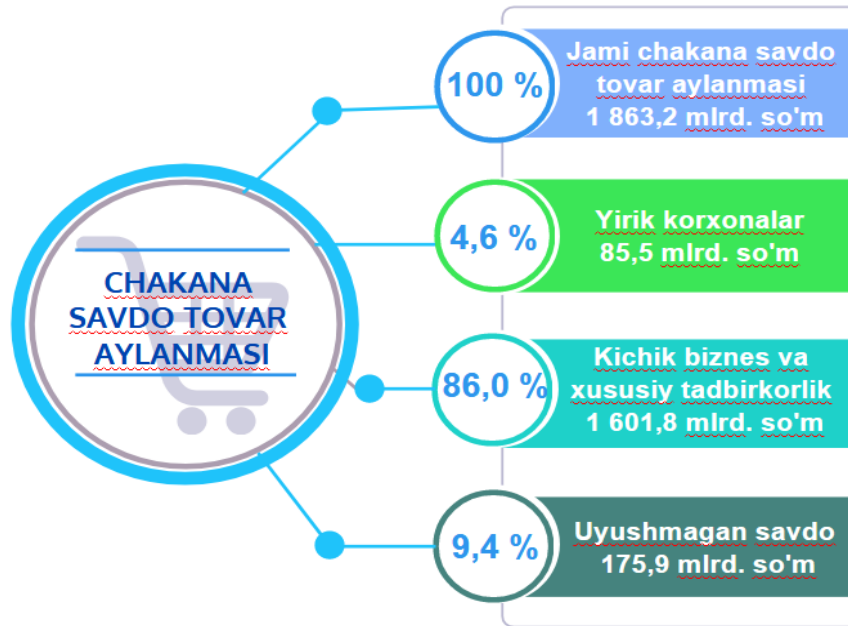 CHAKANA
SAVDO TOVAR
AYLANMASI
100 %
Jami chakana savdo
tovar aylanmasi
1 863,2 mlrd. so'm
4,6 %
Yirik korxonalar
85,5 mlrd. so'm
86,0 %
Kichik biznes va
xususiy tadbirkorlik
1 601,8 mlrd. so'm
9,4 %
Uyushmagan savdo
175,9 mlrd. so'm